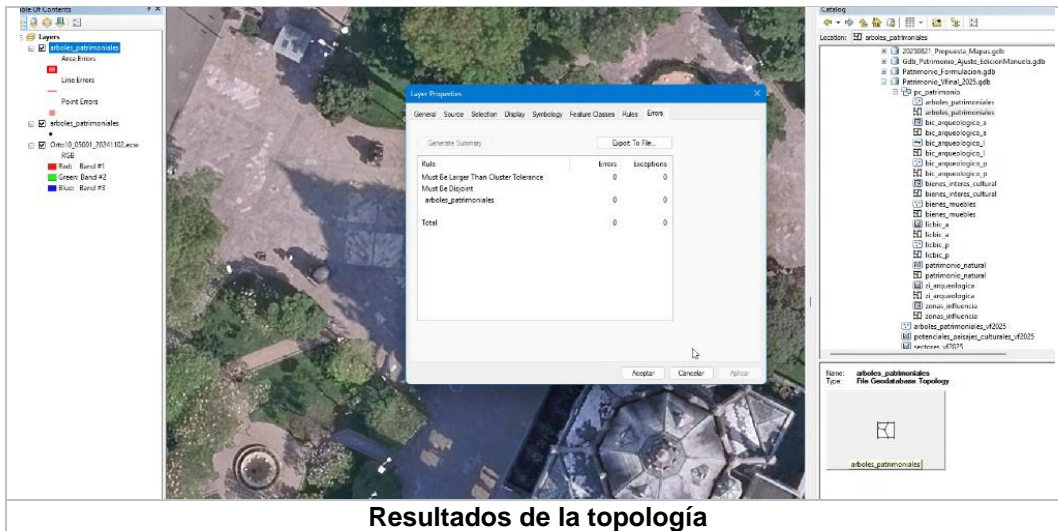 Table Of Contents
Layers
arboles_patrimoniales
Area Errors
Line Errors
Point Errors
arboles_patrimoniales
Orto10_05001_20241102.ecw
RGB
Red: Band #1
Green: Band #2
Blue: Band #3
Layer Properties
General Source Selection Display Symbology Feature Classes Rules Errors
Generate Summary Export To File...
Rule Errors Exceptions
Must Be Larger Than Cluster Tolerance 0 0
Must Be Disjoint
arboles_patrimoniales 0 0
Total 0 0
Aceptar Cancelar Aplicar
Catalog
Location: arboles_patrimoniales
20250821_Propuesta_Mapas.gdb
Gdb_Patrimonio_Ajuste_EdicionManuela.gdb
Patrimonio_Formulacion.gdb
Patrimonio_Vfinal_2025.gdb
pc_patrimonio
arboles_patrimoniales
arboles_patrimoniales
bic_arqueologico_a
bic_arqueologico_a
bic_arqueologico_l
bic_arqueologico_l
bic_arqueologico_p
bic_arqueologico_p
bienes_interes_cultural
bienes_interes_cultural
bienes_muebles
bienes_muebles
licbic_a
licbic_a
licbic_p
licbic_p
patrimonio_natural
patrimonio_natural
zi_arqueologica
zi_arqueologica
zonas_influencia
zonas_influencia
arboles_patrimoniales_vf2025
potenciales_paisajes_culturales_vf2025
sectores_vf2025
Name: arboles_patrimoniales
Type: File Geodatabase Topology
arboles_patrimoniales
Resultados de la topología